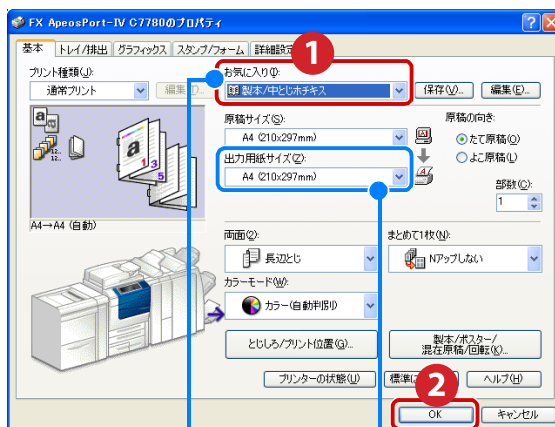 FX ApeosPort-IV C7780のプロパティ
基本 トレイ/排出 グラフィックス スタンプ/フォーム 詳細設定
1
プリント種類(J):
通常プリント
お気に入り(I):
製本/中とじホチキス
保存(V)...
編集(E)...
原稿サイズ(S):
A4 (210x297mm)
原稿の向き:
たて原稿(O)
よこ原稿(L)
出力用紙サイズ(Z):
A4 (210x297mm)
部数(C):
1
A4→A4 (自動)
両面(2):
長辺とじ
まとめて1枚(N):
Nアップしない
カラーモード(W):
カラー(自動判別)
とじしろ/プリント位置(G)...
製本/ポスター/
混在原稿/回転(K)...
プリンターの状態(U)
標準に
ヘルプ(H)
2
OK
キャンセル